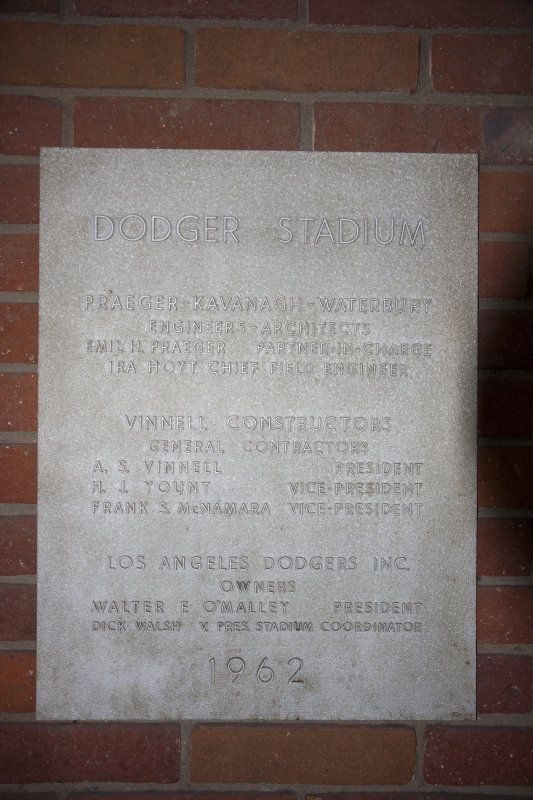 DODGER STADIUM
PRAEGER-KAVANAGH-WATERBURY
ENGINEERS-ARCHITECTS
EMIL H. PRAEGER PARTNER-IN-CHARGE
IRA HOYT CHIEF FIELD ENGINEER
VINNELL CONSTRUCTORS
GENERAL CONTRACTORS
A. S. VINNELL PRESIDENT
H. J. YOUNT VICE-PRESIDENT
FRANK S. McNAMARA VICE-PRESIDENT
LOS ANGELES DODGERS INC.
OWNERS
WALTER F. O'MALLEY PRESIDENT
DICK WALSH V. PRES. STADIUM COORDINATOR
1962